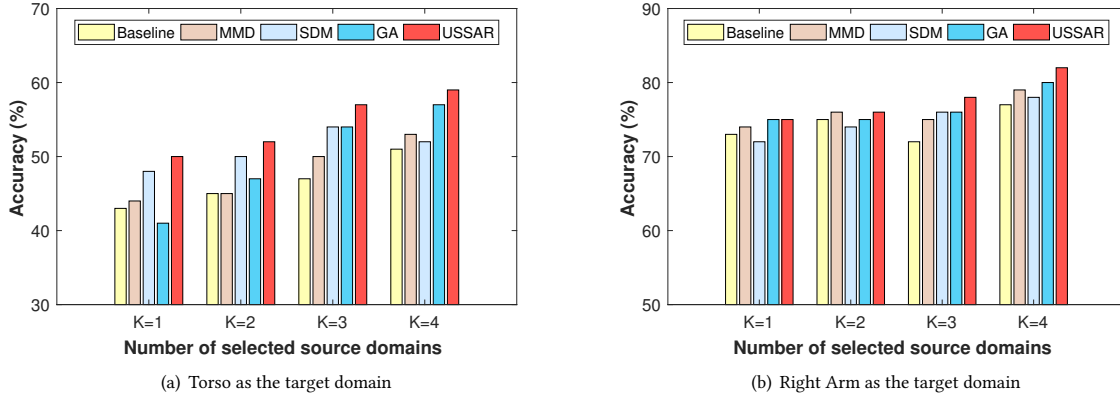 70
60
50
40
30
Accuracy (%)
Baseline MMD SDM GA USSAR
K=1 K=2 K=3 K=4
Number of selected source domains
(a) Torso as the target domain
90
80
70
60
50
Accuracy (%)
Baseline MMD SDM GA USSAR
K=1 K=2 K=3 K=4
Number of selected source domains
(b) Right Arm as the target domain